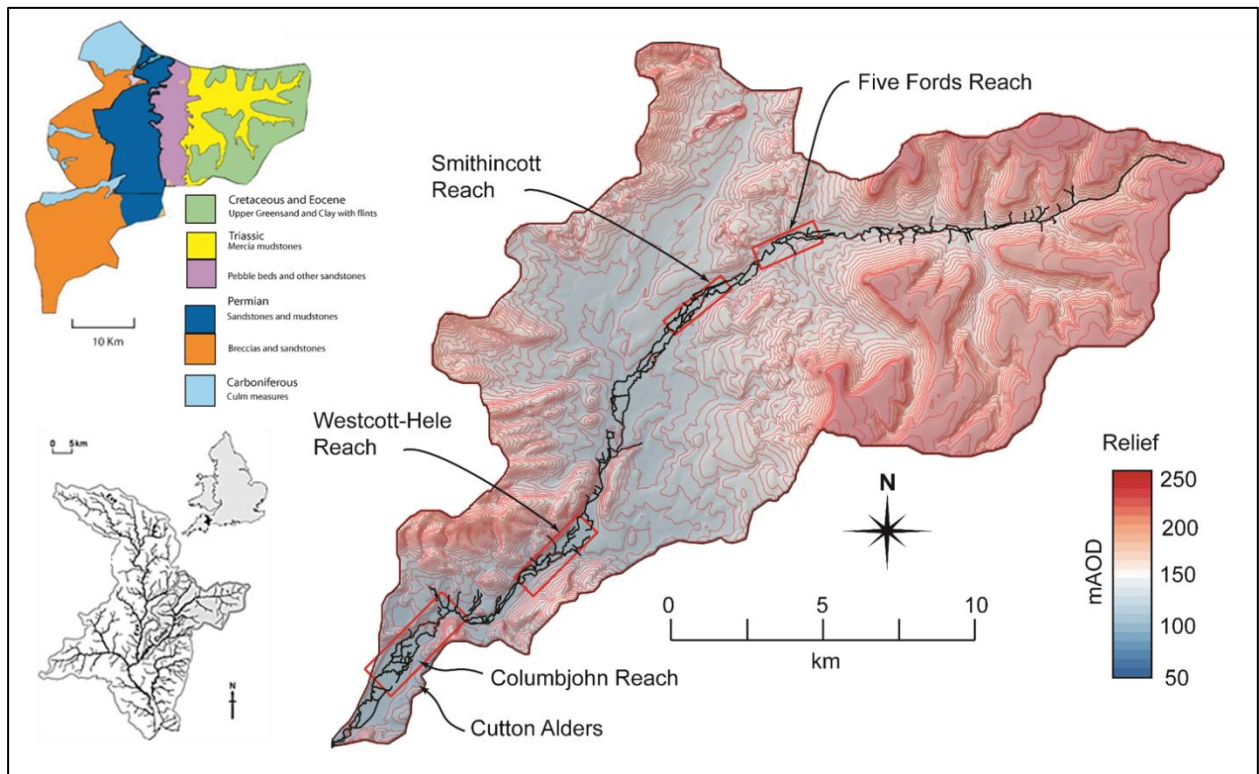 Cretaceous and Eocene
Upper Greensand and Clay with flints
Triassic
Mercia mudstones
Pebble beds and other sandstones
Permian
Sandstones and mudstones
Breccias and sandstones
Carboniferous
Culm measures
10 Km
0 5km
N
Five Fords Reach
Smithincott
Reach
Westcott-Hele
Reach
Columbjohn Reach
Cutton Alders
N
0 5 10
km
Relief
mAOD
250
200
150
100
50